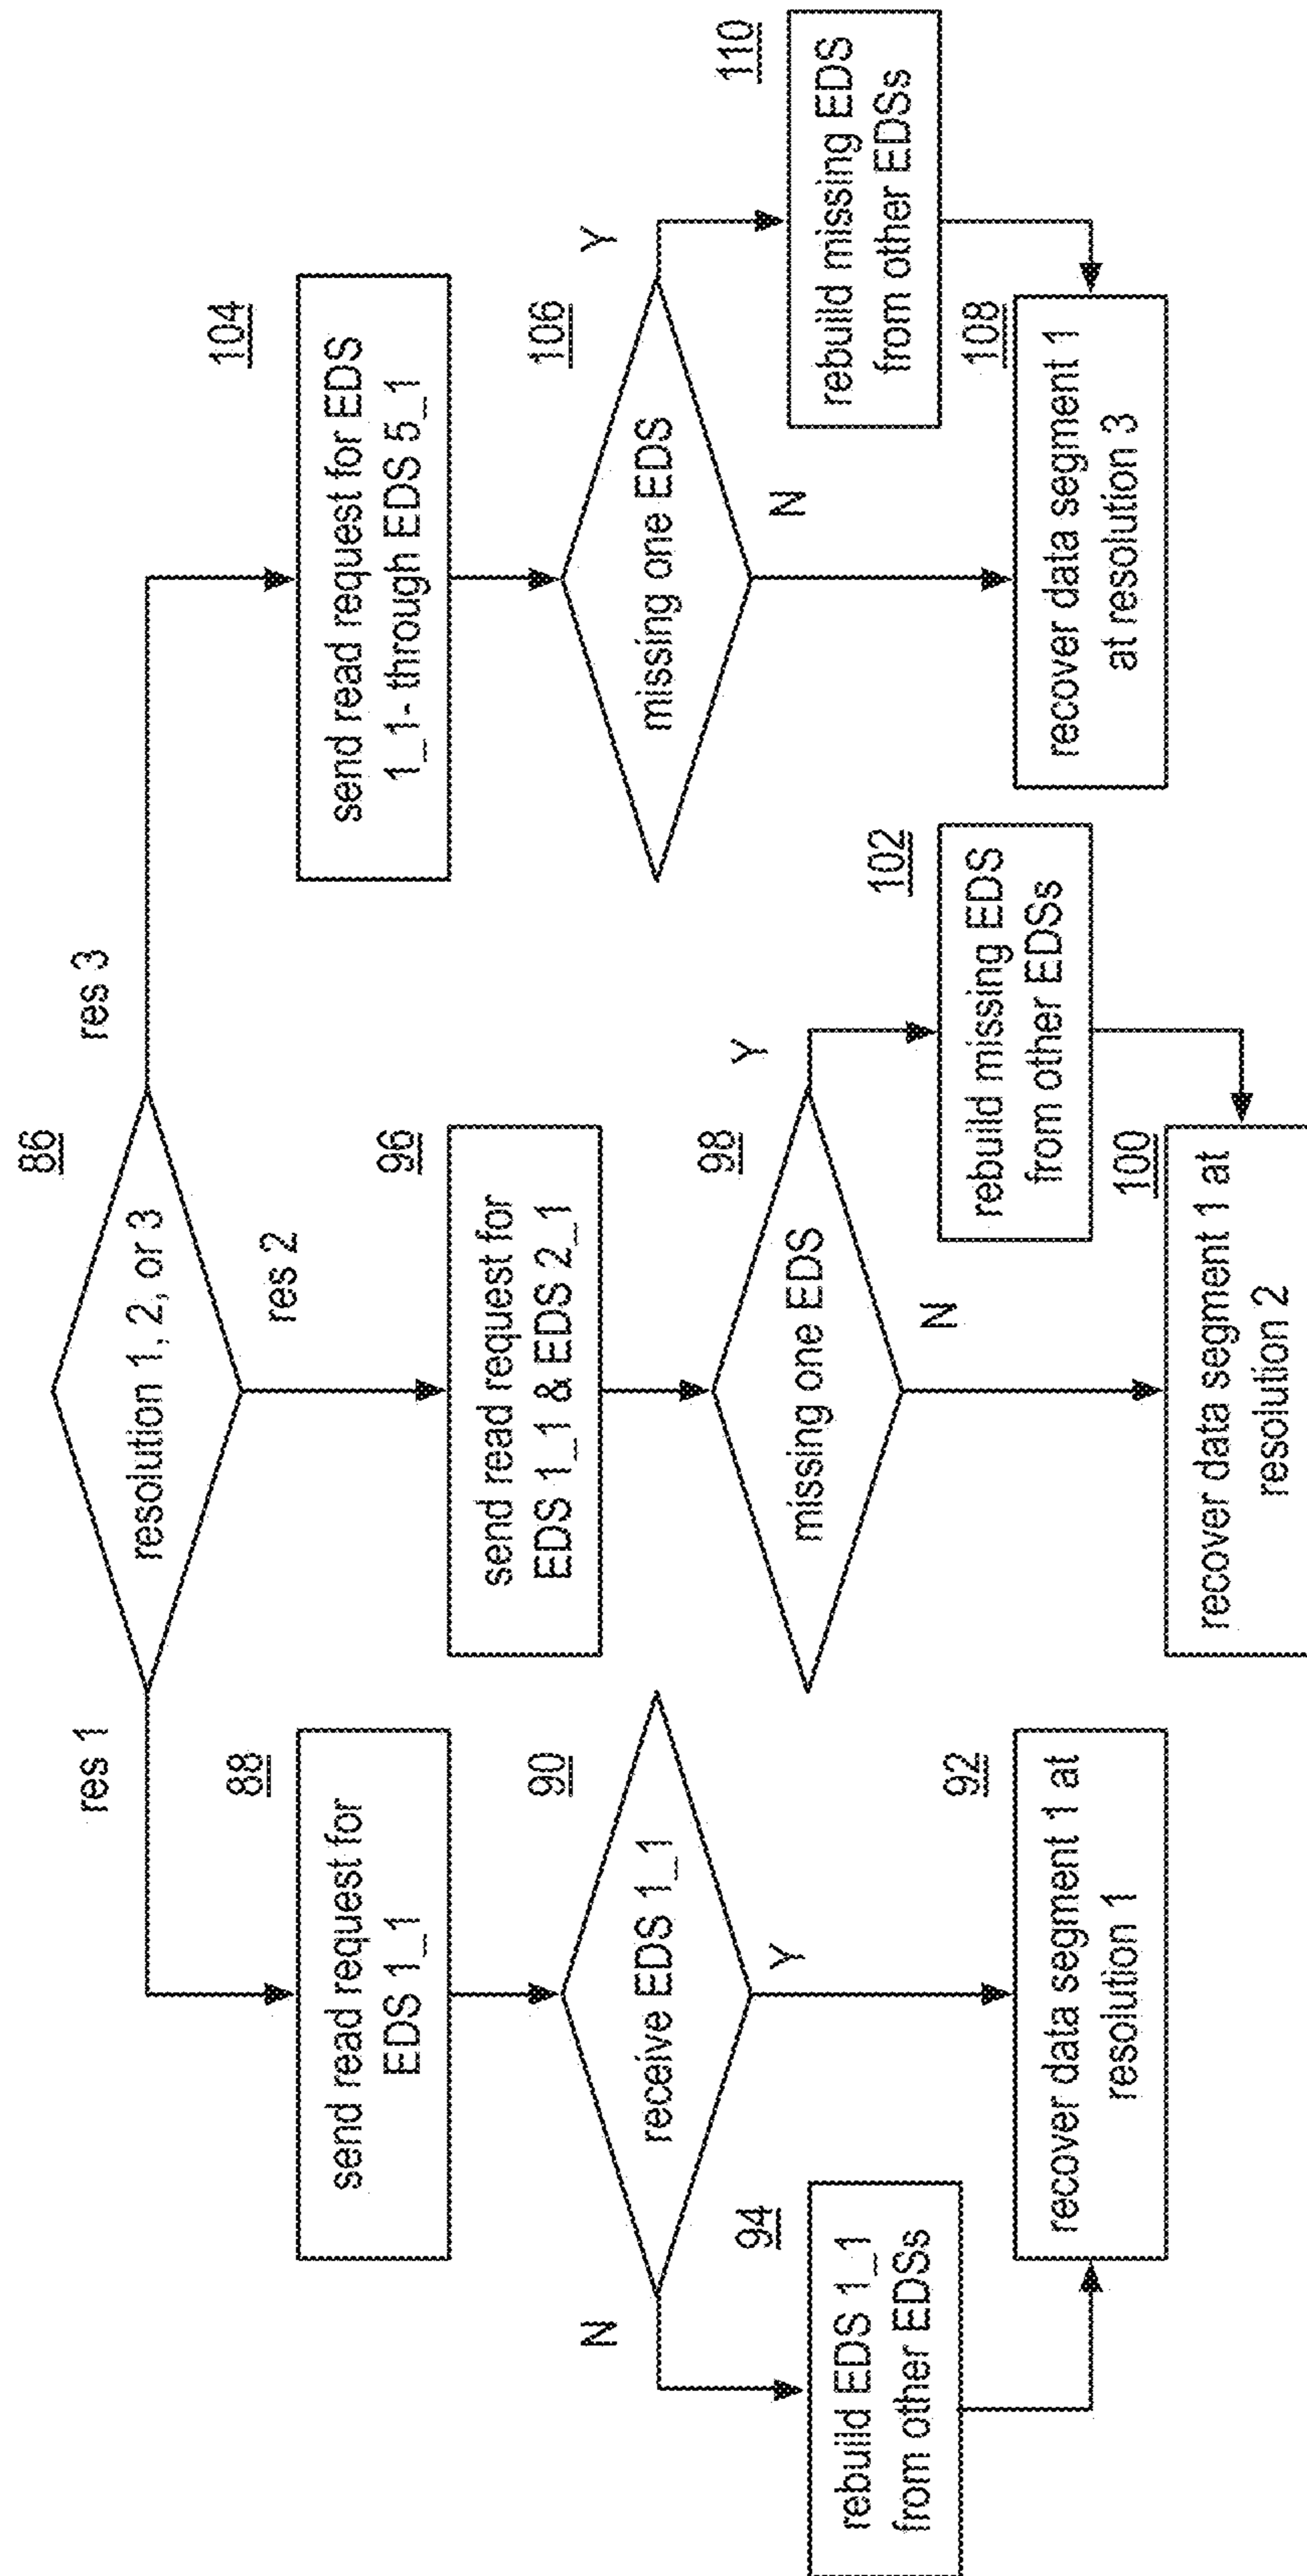 86
resolution 1, 2, or 3
res 1
res 2
res 3
88
send read request for
EDS 1_1
90
receive EDS 1_1
N
Y
94
rebuild EDS 1_1
from other EDSs
92
recover data segment 1 at
resolution 1
96
send read request for
EDS 1_1 & EDS 2_1
98
missing one EDS
Y
N
102
rebuild missing EDS
from other EDSs
100
recover data segment 1 at
resolution 2
104
send read request for EDS
1_1- through EDS 5_1
106
missing one EDS
Y
N
110
rebuild missing EDS
from other EDSs
108
recover data segment 1
at resolution 3